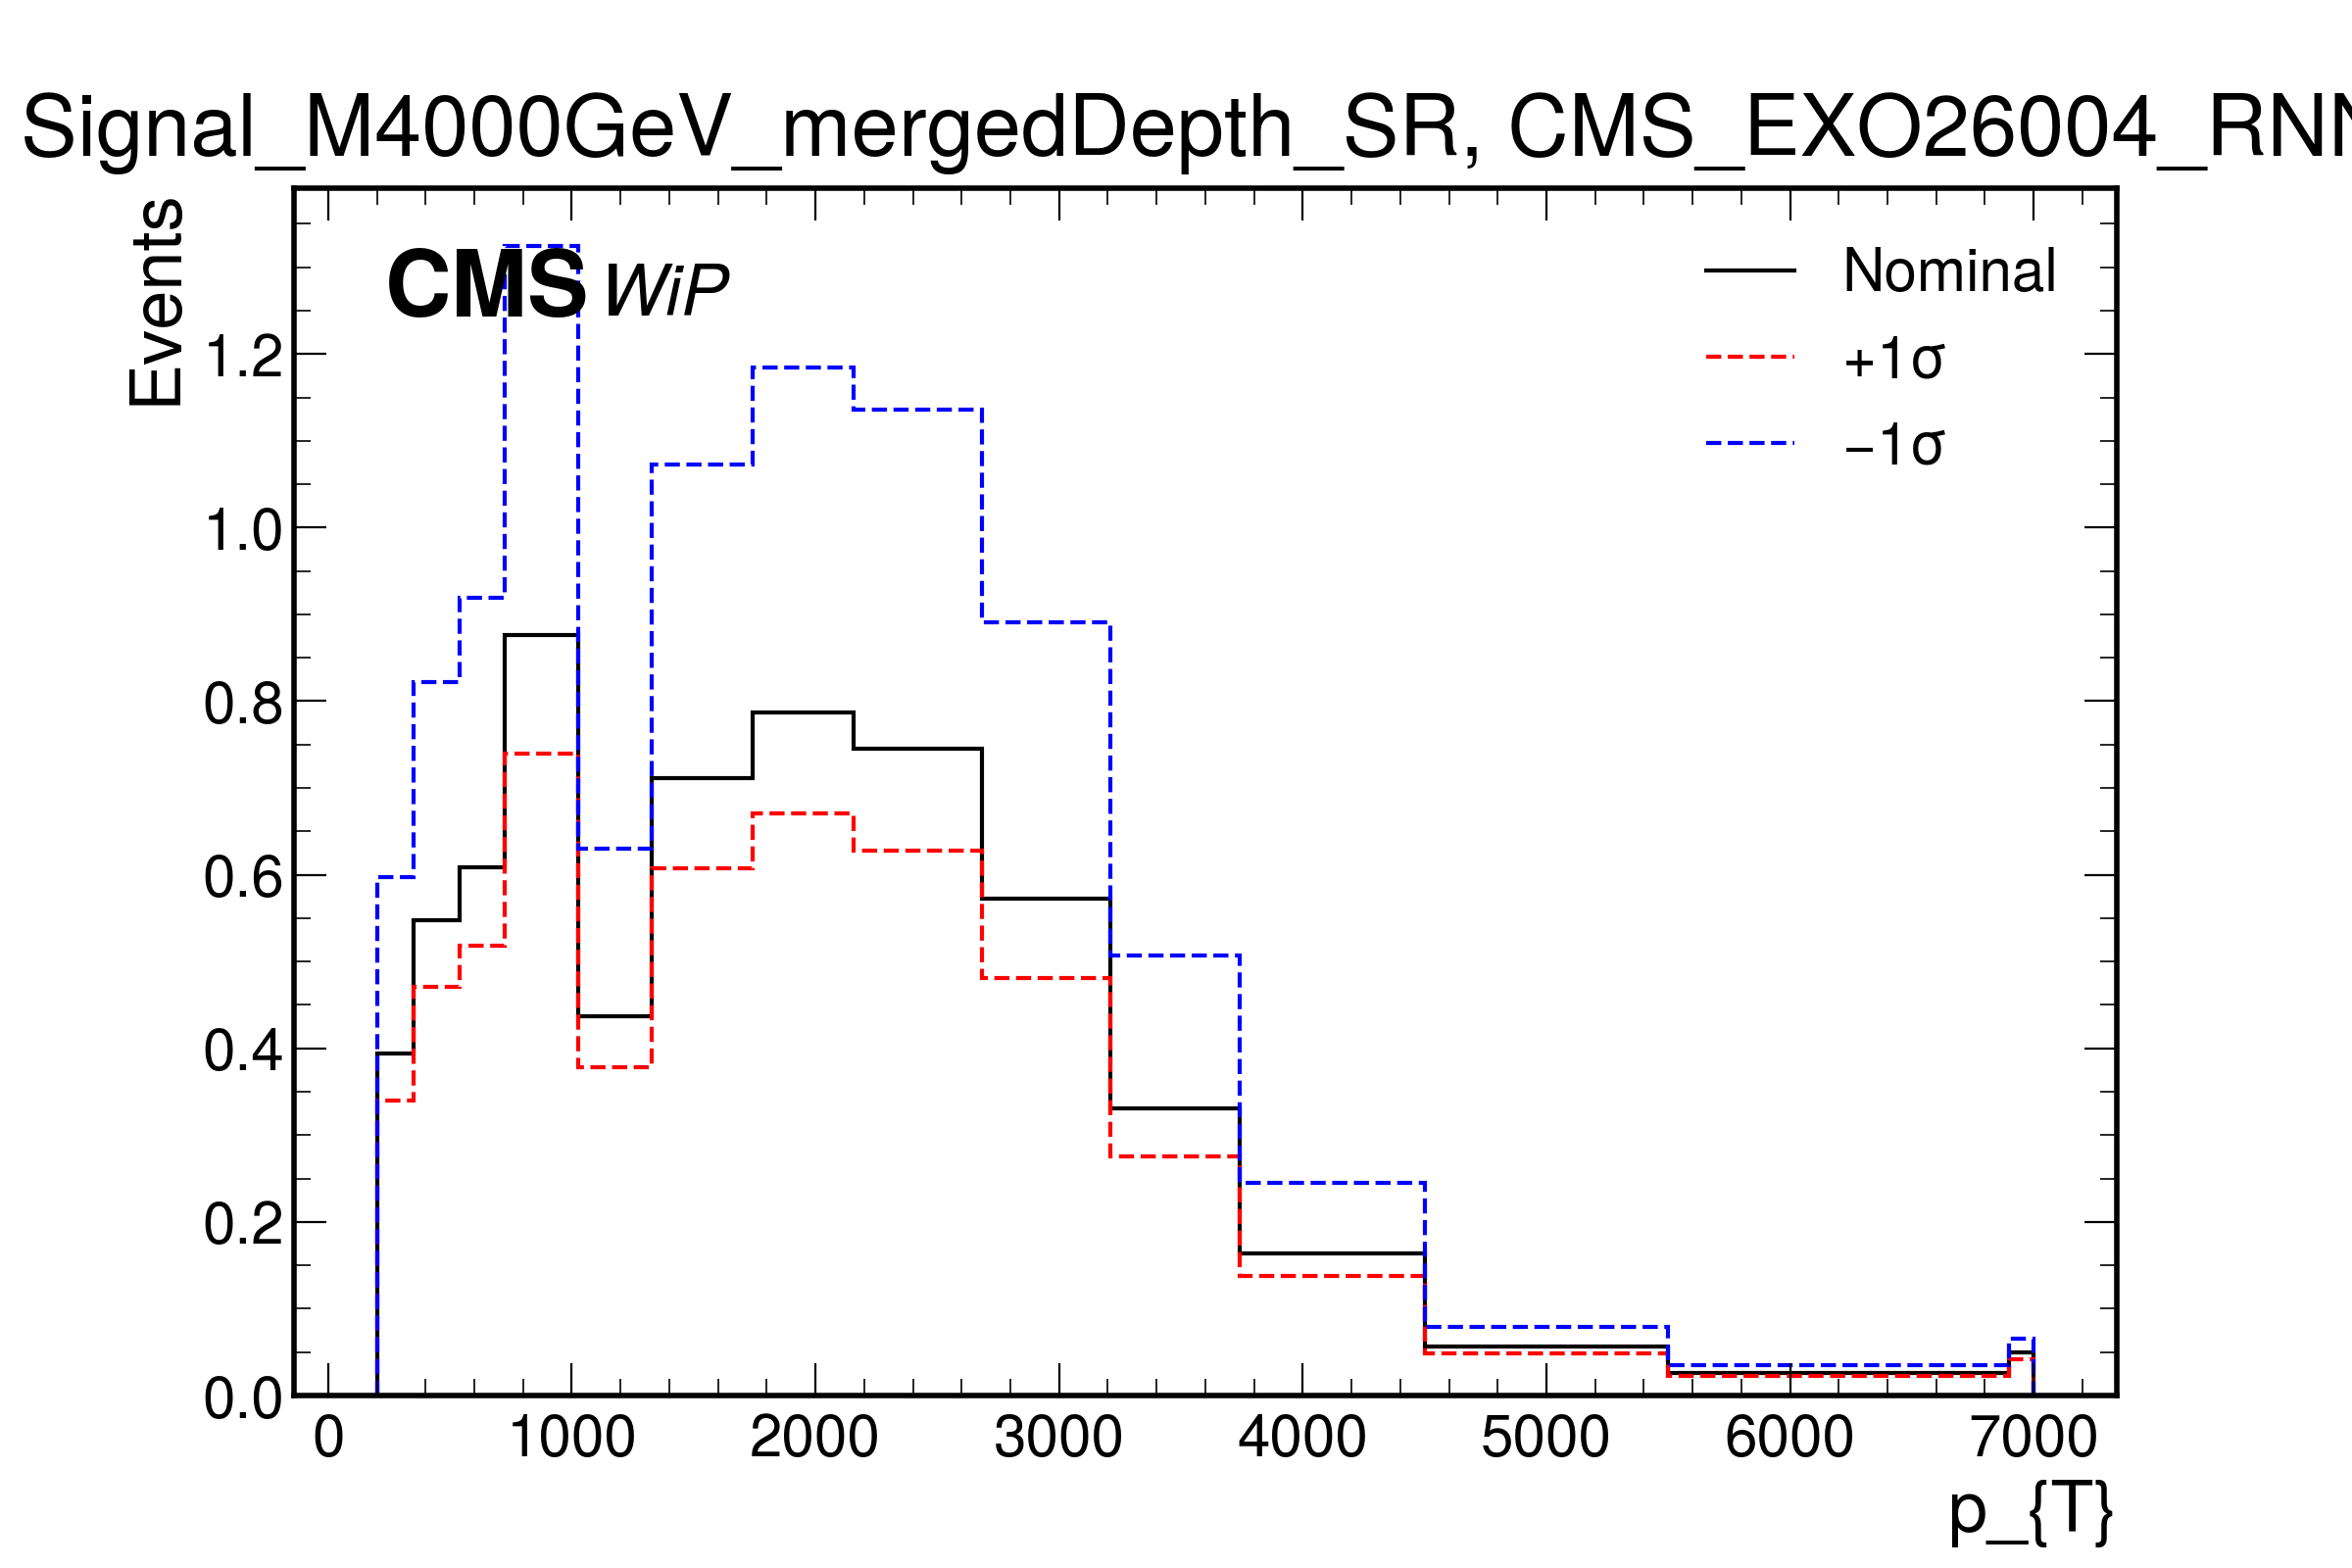 Signal_M4000GeV_mergedDepth_SR, CMS_EXO26004_RNN
Events
CMS WiP
Nominal
+1σ
−1σ
1.2
1.0
0.8
0.6
0.4
0.2
0.0
0 1000 2000 3000 4000 5000 6000 7000
p_{T}